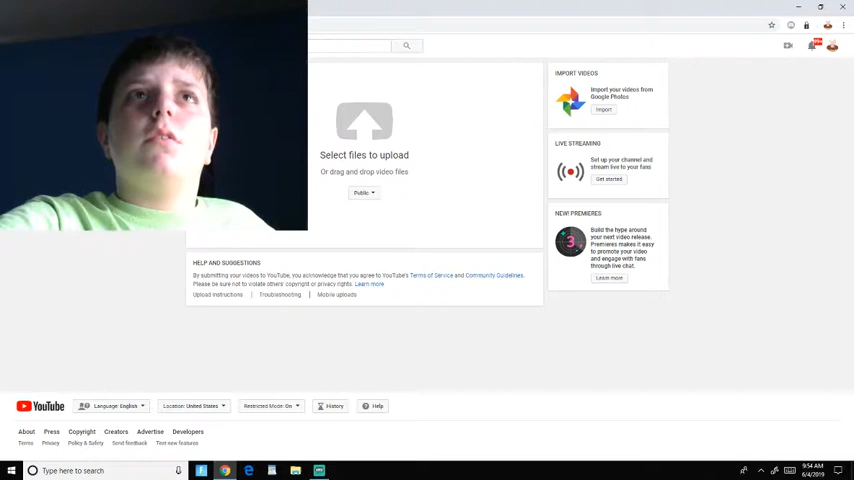 99+
IMPORT VIDEOS
Import your videos from
Google Photos
Import
Select files to upload
Or drag and drop video files
Public
LIVE STREAMING
Set up your channel and
stream live to your fans
Get started
NEW! PREMIERES
3
Build the hype around
your next video release.
Premieres makes it easy
to promote your video
and engage with fans
through live chat.
Learn more
HELP AND SUGGESTIONS
By submitting your videos to YouTube, you acknowledge that you agree to YouTube's Terms of Service and Community Guidelines.
Please be sure not to violate others' copyright or privacy rights. Learn more
Upload instructions | Troubleshooting | Mobile uploads
YouTube Language: English Location: United States Restricted Mode: On History Help
About Press Copyright Creators Advertise Developers
Terms Privacy Policy & Safety Send feedback Test new features
Type here to search
9:54 AM
6/4/2019